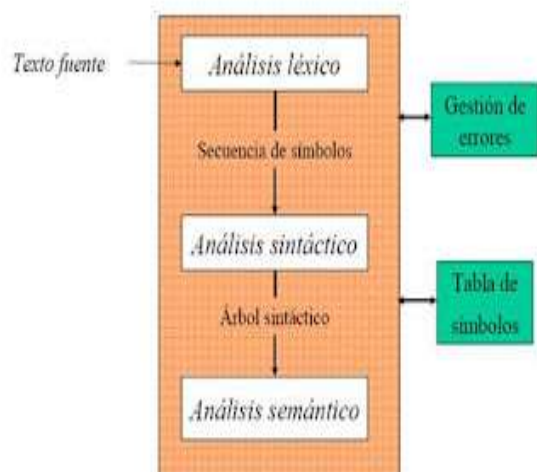 Texto fuente
Análisis léxico
Gestión de
errores
Secuencia de símbolos
Análisis sintáctico
Tabla de
símbolos
Árbol sintáctico
Análisis semántico